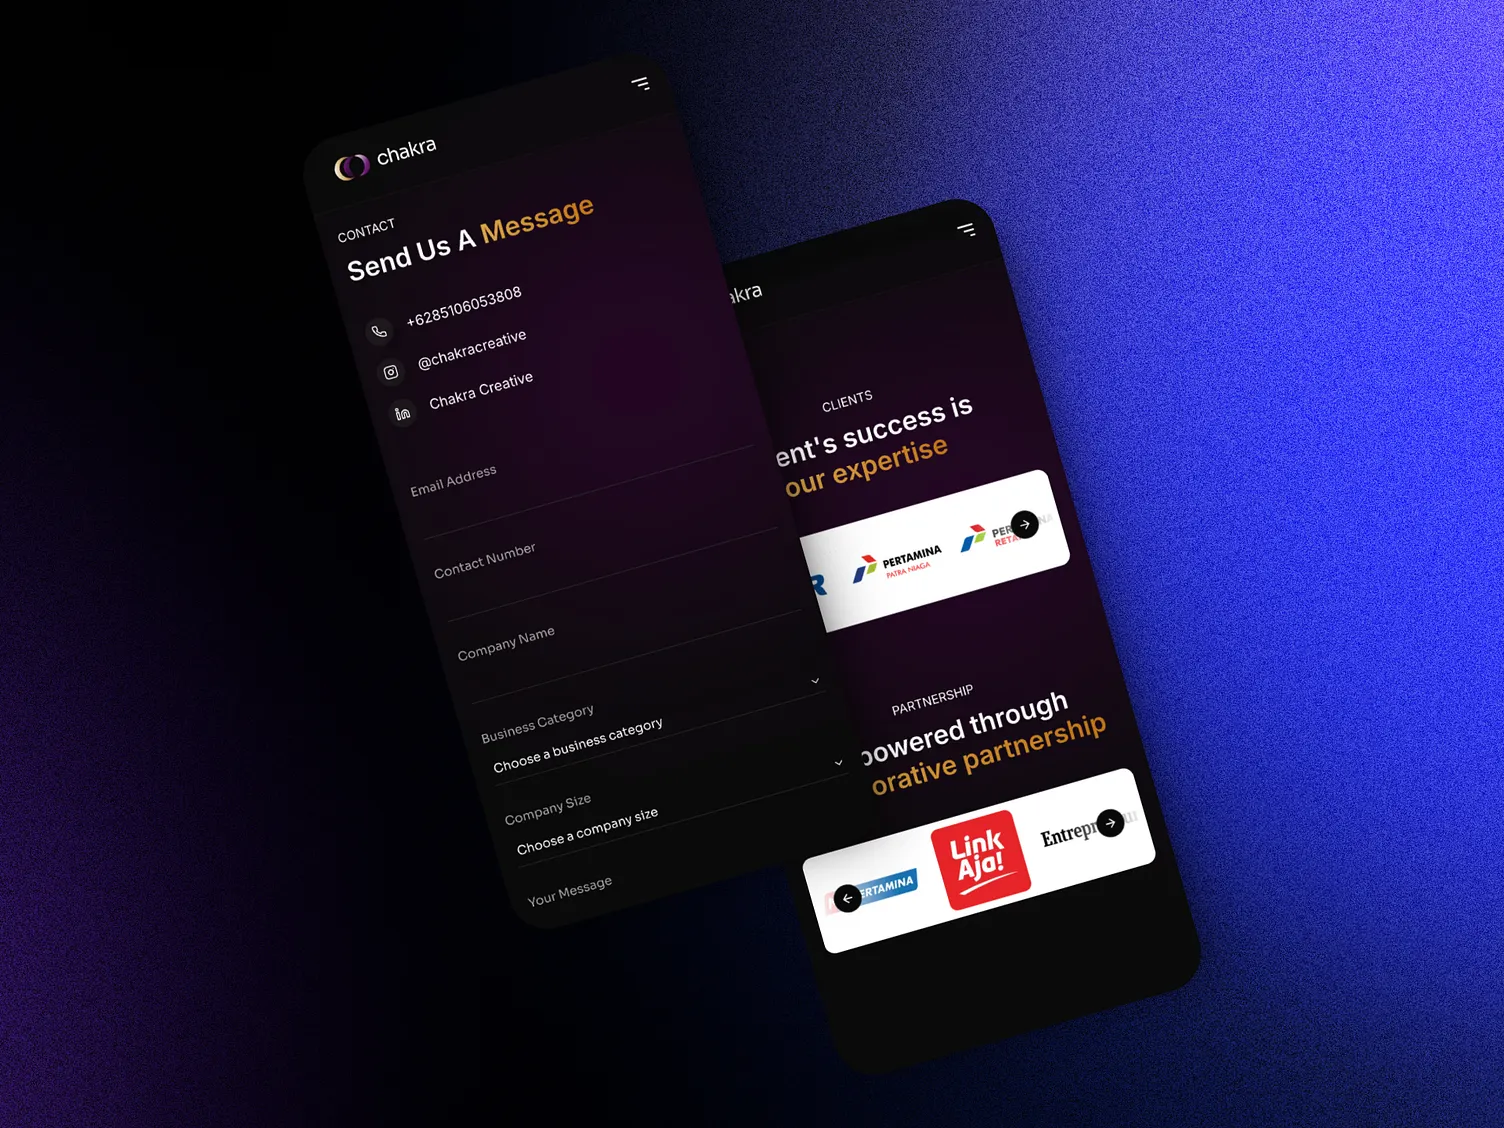 chakra
CONTACT
Send Us A Message
+6285106053808
@chakracreative
Chakra Creative
Email Address
Contact Number
Company Name
Business Category
Choose a business category
Company Size
Choose a company size
Your Message
akra
CLIENTS
ent's success is
our expertise
R
PERTAMINA
PATRA NIAGA
PER
RETA
PARTNERSHIP
powered through
orative partnership
ERTAMINA
Link
Aja!
Entrepr